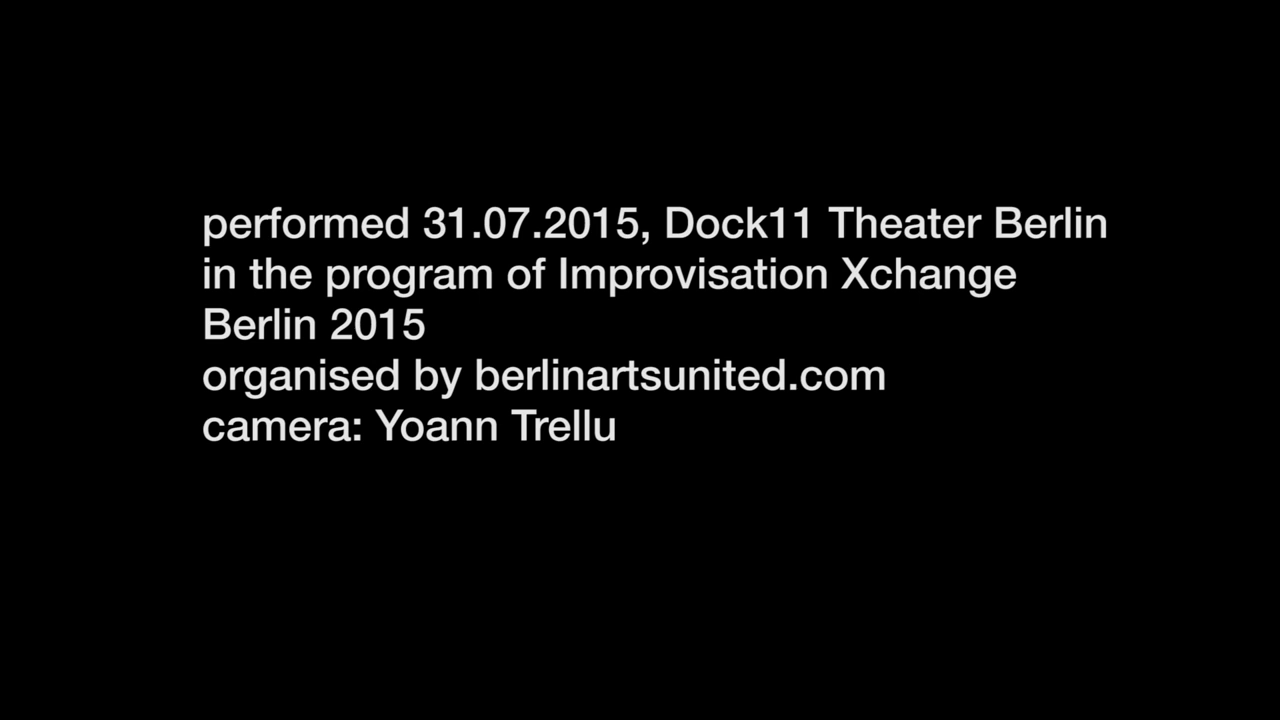 performed 31.07.2015, Dock11 Theater Berlin
in the program of Improvisation Xchange
Berlin 2015
organised by berlinartsunited.com
camera: Yoann Trellu